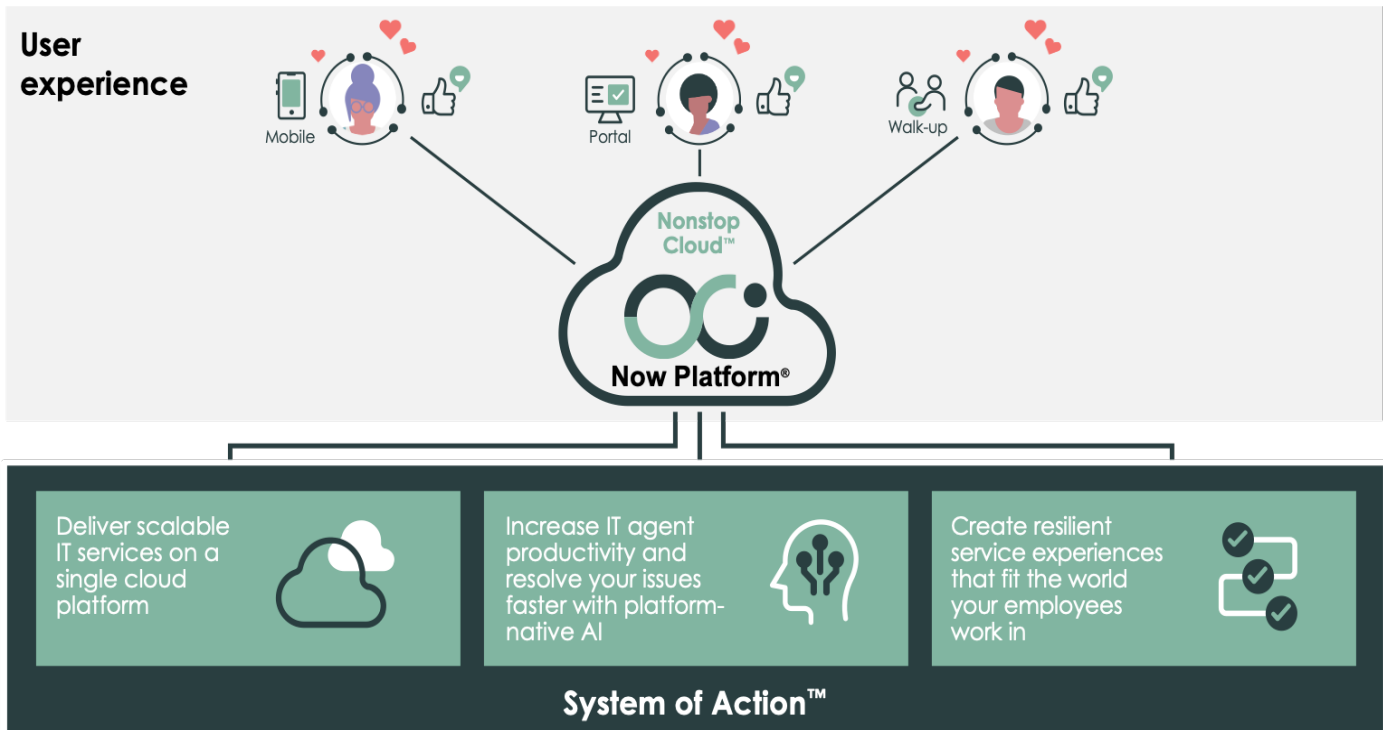 User
experience
Mobile
Portal
Walk-up
Nonstop
Cloud™
Now Platform®
Deliver scalable
IT services on a
single cloud
platform
Increase IT agent
productivity and
resolve your issues
faster with platform-
native AI
Create resilient
service experiences
that fit the world
your employees
work in
System of Action™